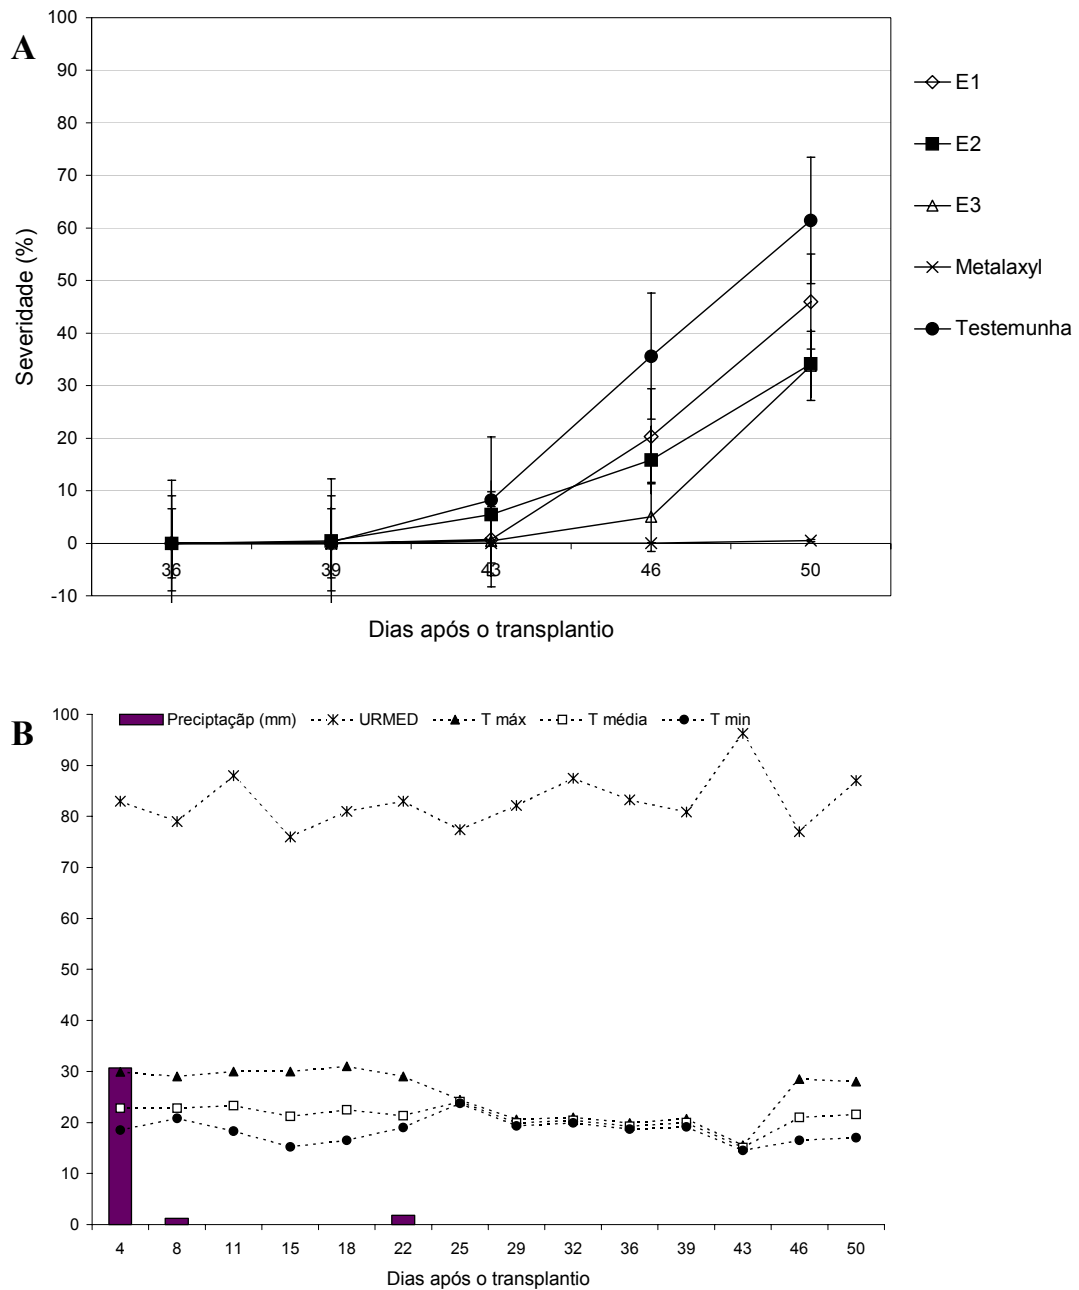 A
100
90
80
70
60
50
40
30
20
10
0
-10
Severidade (%)
36 39 43 46 50
Dias após o transplantio
E1
E2
E3
Metalaxyl
Testemunha
B
Preciptaçãp (mm) URMED T máx T média T min
100
90
80
70
60
50
40
30
20
10
0
4 8 11 15 18 22 25 29 32 36 39 43 46 50
Dias após o transplantio